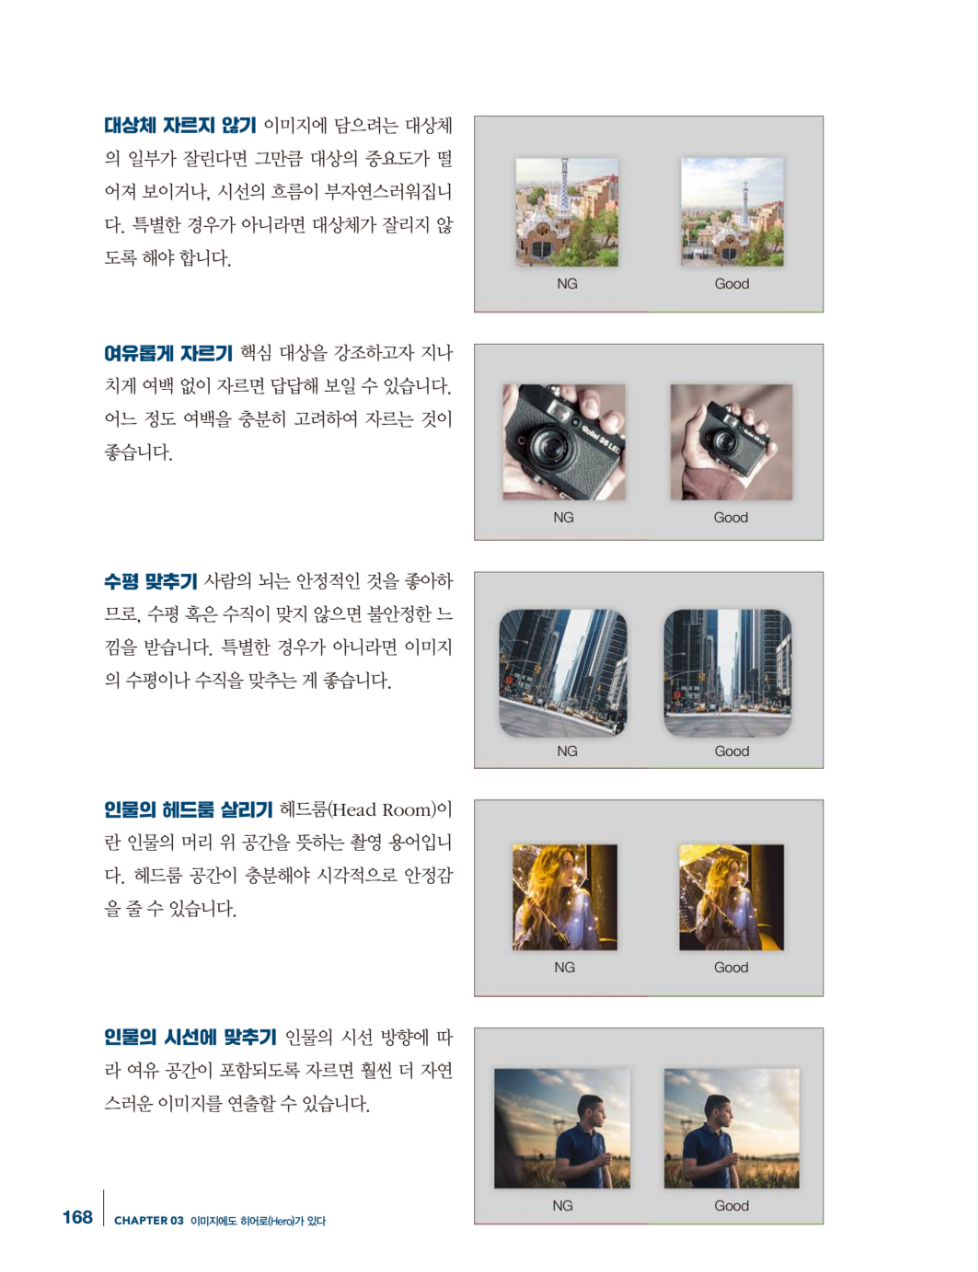 대상체 자르지 않기 이미지에 담으려는 대상체
의 일부가 잘린다면 그만큼 대상의 중요도가 떨
어져 보이거나, 시선의 흐름이 부자연스러워집니
다. 특별한 경우가 아니라면 대상체가 잘리지 않
도록 해야 합니다.
NG
Good
여유롭게 자르기 핵심 대상을 강조하고자 지나
치게 여백 없이 자르면 답답해 보일 수 있습니다.
어느 정도 여백을 충분히 고려하여 자르는 것이
좋습니다.
NG
Good
수평 맞추기 사람의 뇌는 안정적인 것을 좋아하
므로, 수평 혹은 수직이 맞지 않으면 불안정한 느
낌을 받습니다. 특별한 경우가 아니라면 이미지
의 수평이나 수직을 맞추는 게 좋습니다.
NG
Good
인물의 헤드룸 살리기 헤드룸(Head Room)이
란 인물의 머리 위 공간을 뜻하는 촬영 용어입니
다. 헤드룸 공간이 충분해야 시각적으로 안정감
을 줄 수 있습니다.
NG
Good
인물의 시선에 맞추기 인물의 시선 방향에 따
라 여유 공간이 포함되도록 자르면 훨씬 더 자연
스러운 이미지를 연출할 수 있습니다.
NG
Good
168 CHAPTER 03 이미지에도 히어로(Hero)가 있다